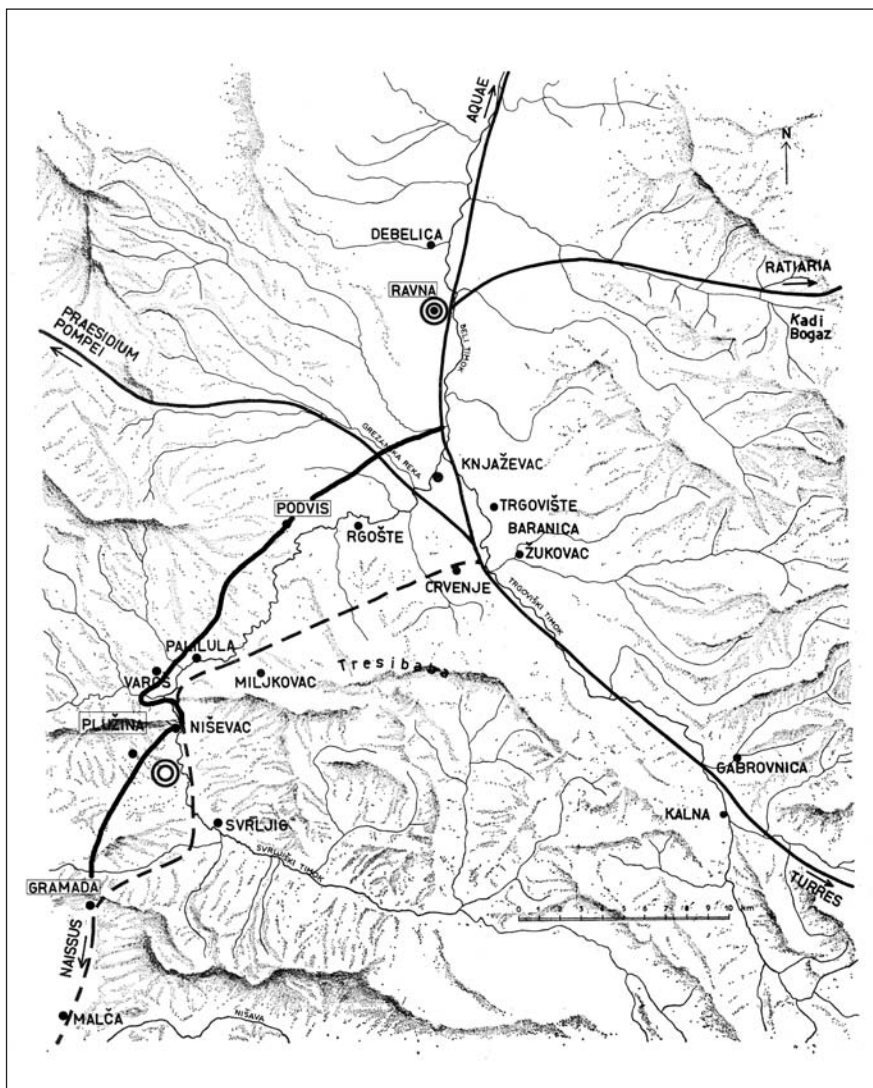 AQUAE
N
DEBELICA
RAVNA
RATIARIA
Kadi
Bogaz
PRAESIDIUM
POMPEI
BELI TIMOK
GREZANSKA REKA
KNJAŽEVAC
PODVIS
TRGOVIŠTE
RGOŠTE
BARANICA
ŽUKOVAC
CRVENJE
TRGOVIŠKI TIMOK
PALILULA
VAROŠ
MILJKOVAC
Tresibaba
PLUŽINA
NIŠEVAC
GABROVNICA
SVRLJIG
KALNA
SVRLJIŠKI TIMOK
GRAMADA
TURRES
0 1 2 3 4 5 6 7 8 9 10 km
NAISSUS
MALČA
NIŠAVA